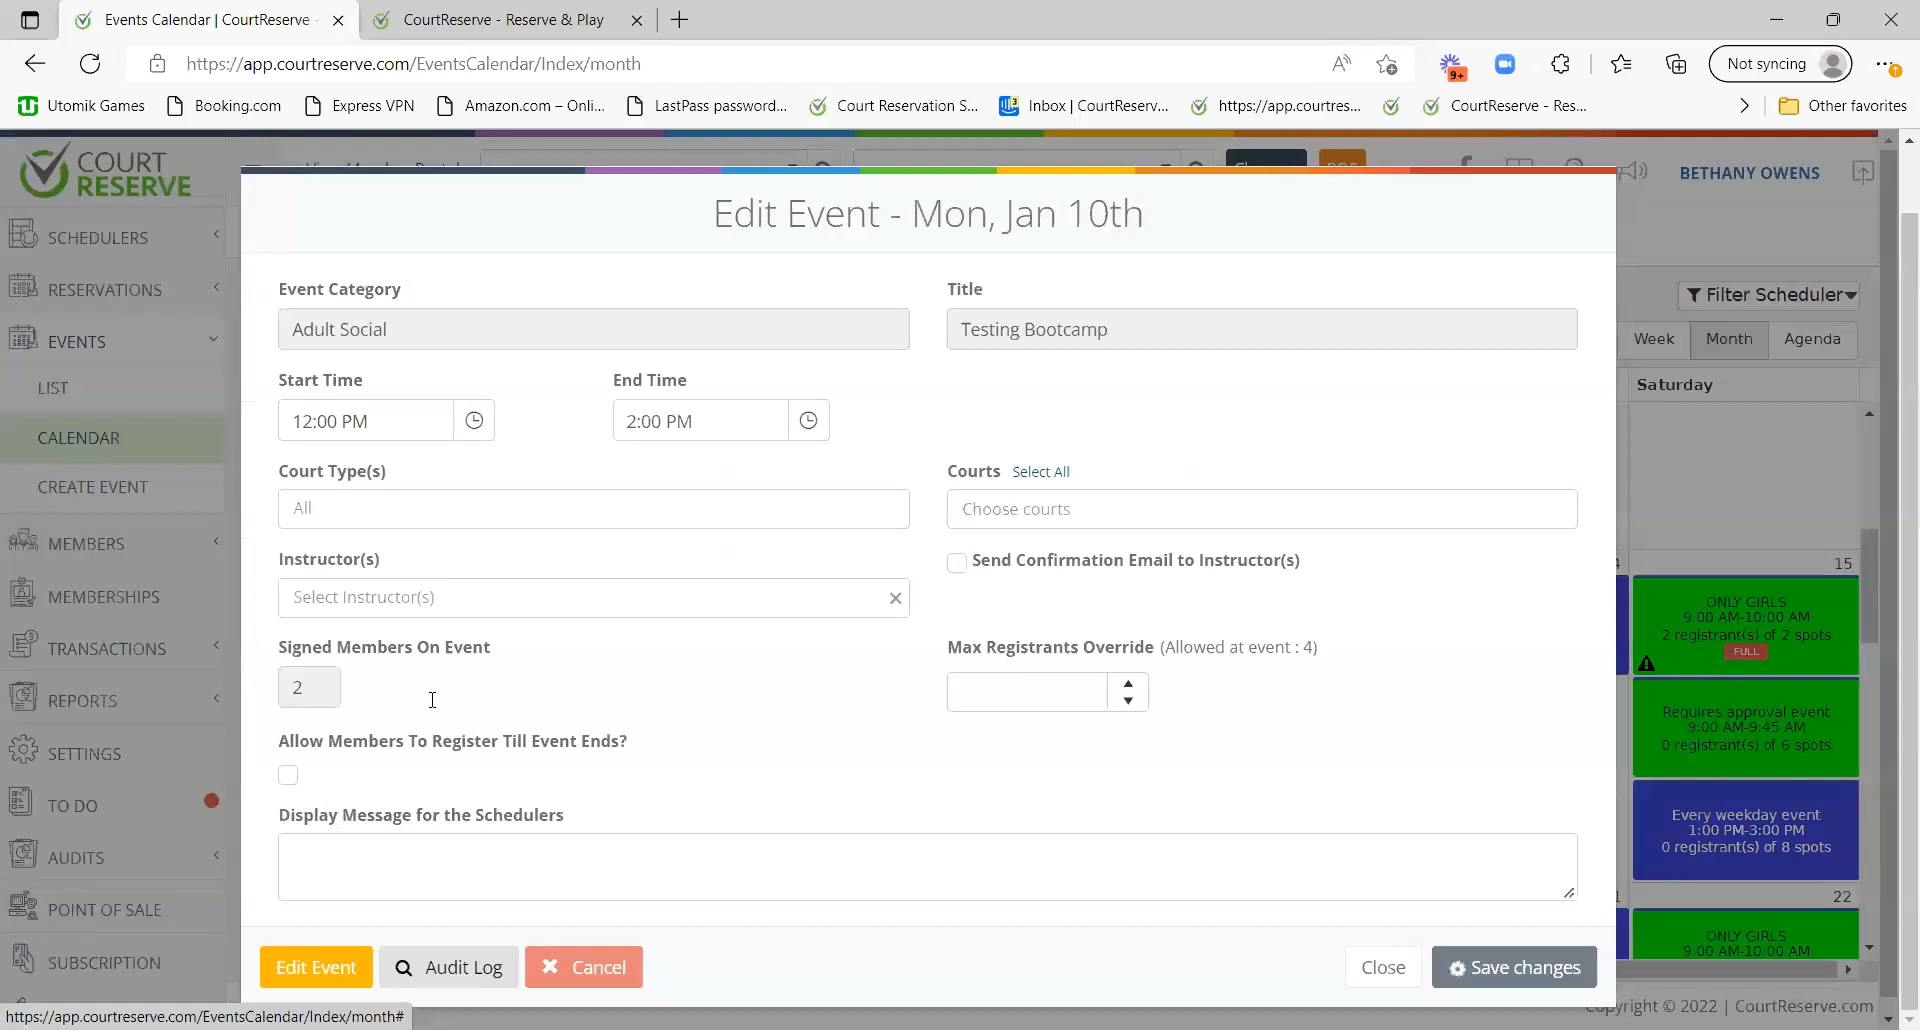 Events Calendar | CourtReserve -
CourtReserve - Reserve & Play
https://app.courtreserve.com/EventsCalendar/Index/month
9+
Not syncing
Utomik Games
Booking.com
Express VPN
Amazon.com – Onli...
LastPass password...
Court Reservation S...
Inbox | CourtReserv...
https://app.courtres...
CourtReserve - Res...
Other favorites
COURT
RESERVE
BETHANY OWENS
SCHEDULERS
RESERVATIONS
EVENTS
LIST
CALENDAR
CREATE EVENT
MEMBERS
MEMBERSHIPS
TRANSACTIONS
REPORTS
SETTINGS
TO DO
AUDITS
POINT OF SALE
SUBSCRIPTION
Edit Event - Mon, Jan 10th
Event Category
Title
Adult Social
Testing Bootcamp
Start Time
End Time
12:00 PM
2:00 PM
Court Type(s)
Courts Select All
All
Choose courts
Instructor(s)
Send Confirmation Email to Instructor(s)
Select Instructor(s)
Signed Members On Event
Max Registrants Override (Allowed at event : 4)
2
Allow Members To Register Till Event Ends?
Display Message for the Schedulers
Edit Event
Audit Log
Cancel
Close
Save changes
Filter Scheduler
Week
Month
Agenda
Saturday
15
ONLY GIRLS
9:00 AM-10:00 AM
2 registrant(s) of 2 spots
FULL
Requires approval event
9:00 AM-9:45 AM
0 registrant(s) of 6 spots
Every weekday event
1:00 PM-3:00 PM
0 registrant(s) of 8 spots
22
ONLY GIRLS
9:00 AM-10:00 AM
Copyright © 2022 | CourtReserve.com
https://app.courtreserve.com/EventsCalendar/Index/month#